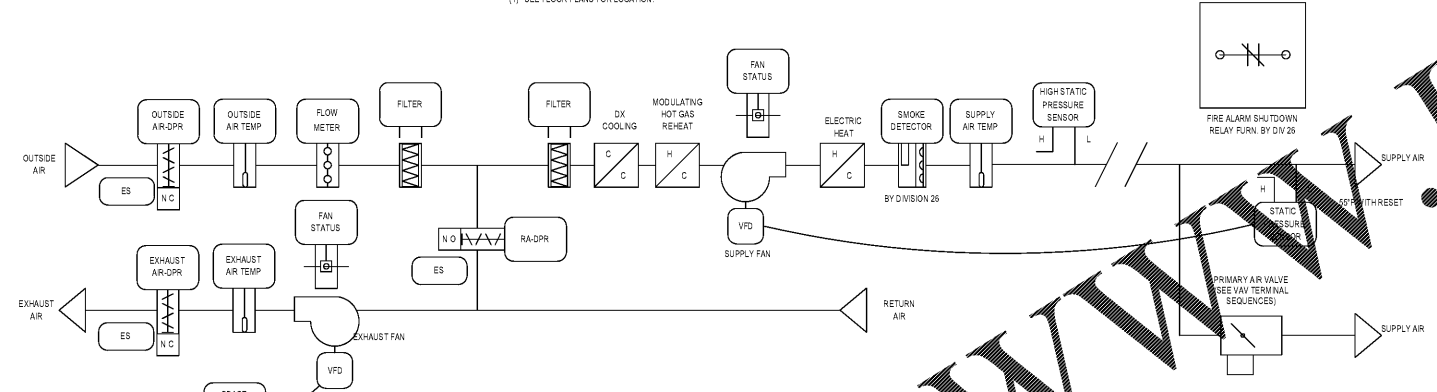 (1) SEE FLOOR PLANS FOR LOCATION.
FAN
STATUS
OUTSIDE
AIR-DPR
OUTSIDE
AIR TEMP
FLOW
METER
FILTER
FILTER
DX
COOLING
MODULATING
HOT GAS
REHEAT
ELECTRIC
HEAT
SMOKE
DETECTOR
SUPPLY
AIR TEMP
HIGH STATIC
PRESSURE
SENSOR
H
L
FIRE ALARM SHUTDOWN
RELAY FURN. BY DIV 26
OUTSIDE
AIR
C
C
H
C
H
C
SUPPLY AIR
ES
N C
BY DIVISION 26
H
55°F WITH RESET
STATIC
PRESSURE
FAN
STATUS
VFD
SUPPLY FAN
N O
RA-DPR
ES
EXHAUST
AIR-DPR
EXHAUST
AIR TEMP
PRIMARY AIR VALVE
(SEE VAV TERMINAL
SEQUENCES)
EXHAUST
AIR
RETURN
AIR
ES
N C
EXHAUST FAN
SUPPLY AIR
VFD
WWW.